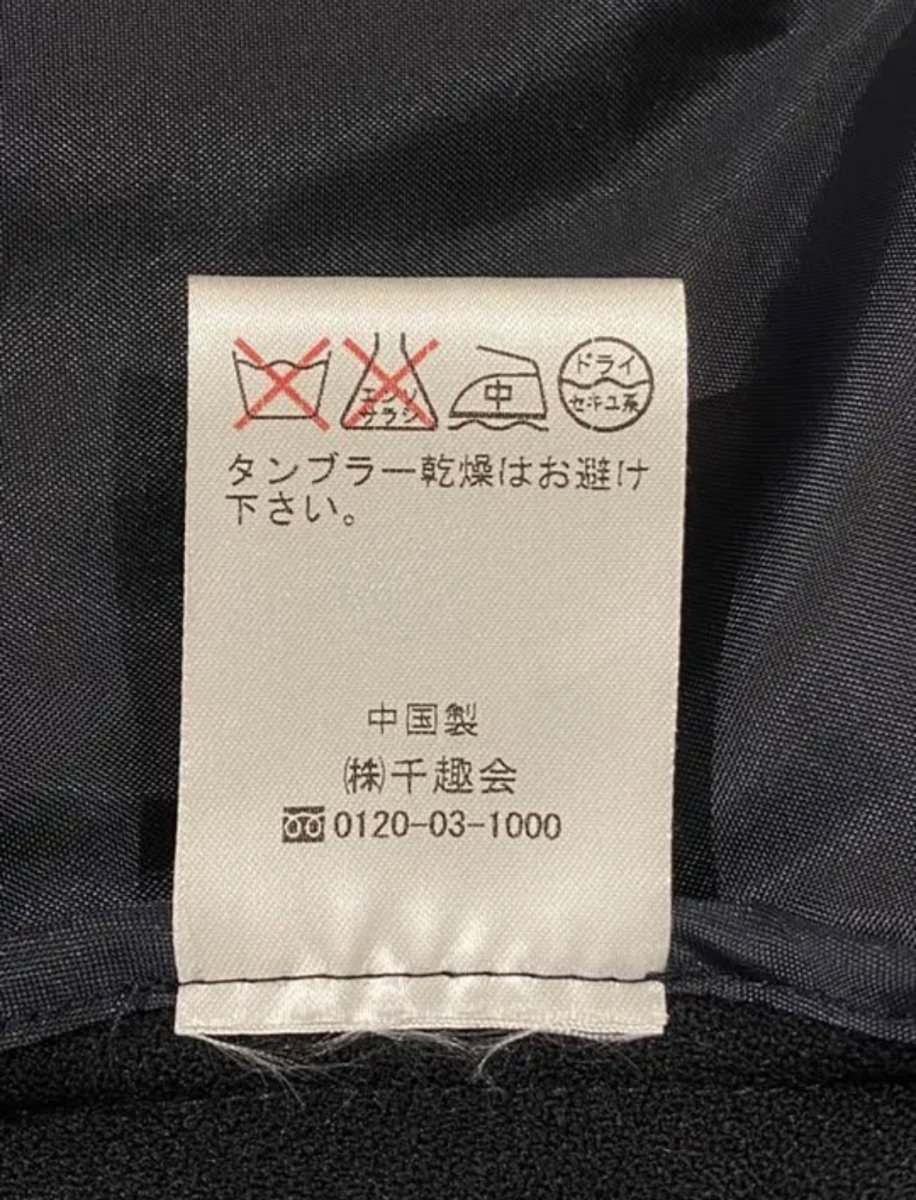 エンソ
サラシ
中
ドライ
セキユ系
タンブラー乾燥はお避け
下さい。
中国製
㈱千趣会
0120-03-1000